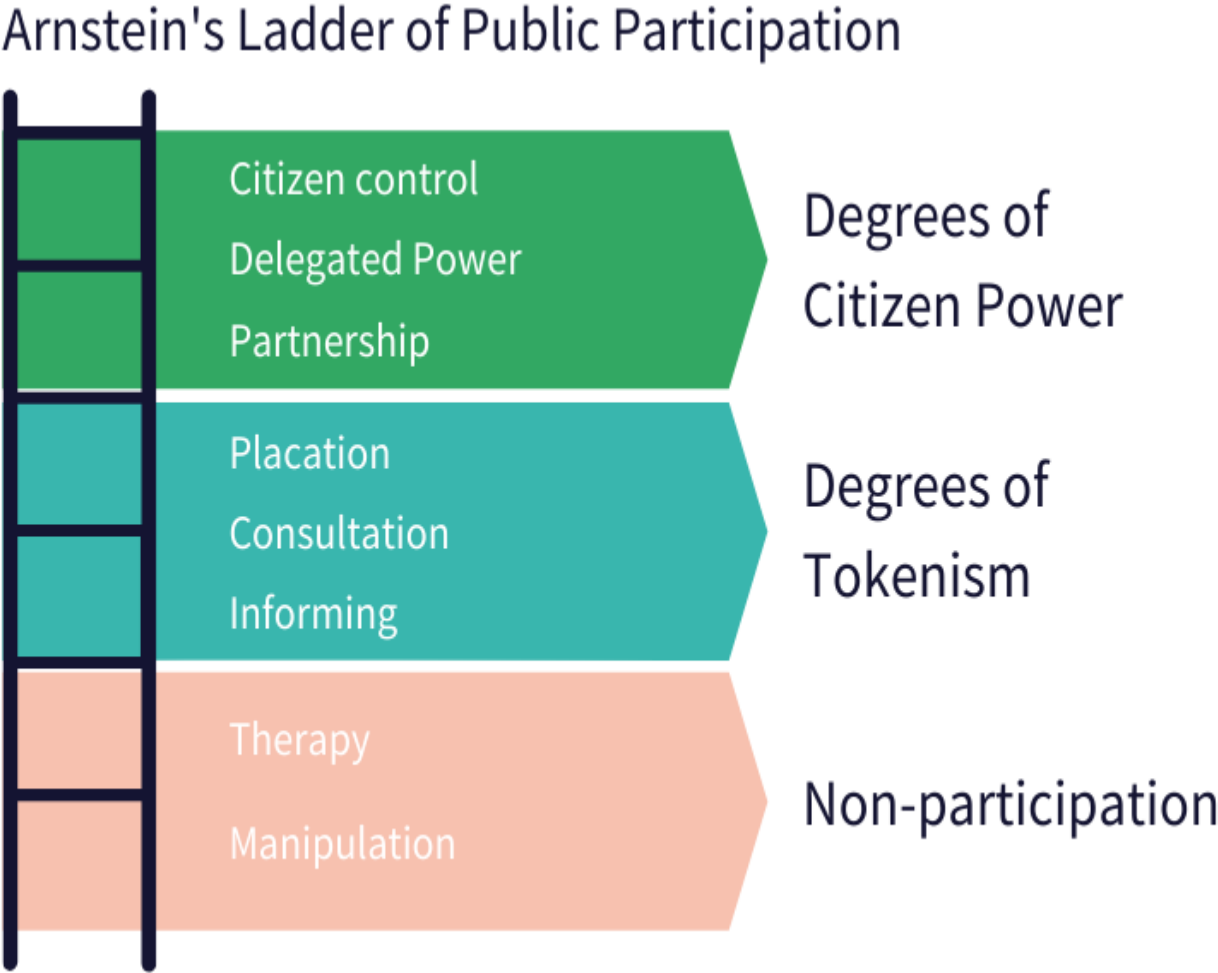 Arnstein's Ladder of Public Participation
Citizen control
Delegated Power
Partnership
Degrees of
Citizen Power
Placation
Consultation
Informing
Degrees of
Tokenism
Therapy
Manipulation
Non-participation